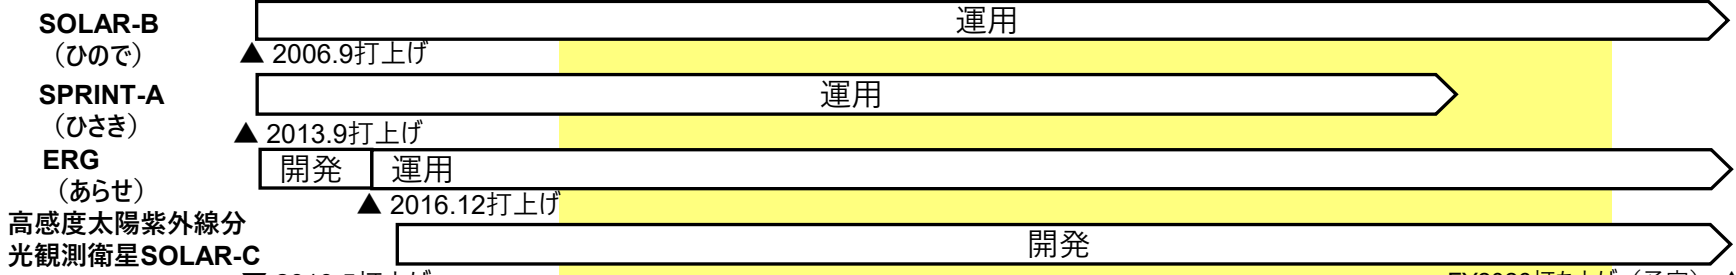 SOLAR-B
（ひので）
運用
▲ 2006.9打上げ
SPRINT-A
（ひさき）
運用
▲ 2013.9打上げ
ERG
（あらせ）
開発
運用
▲ 2016.12打上げ
高感度太陽紫外線分
光観測衛星SOLAR-C
開発